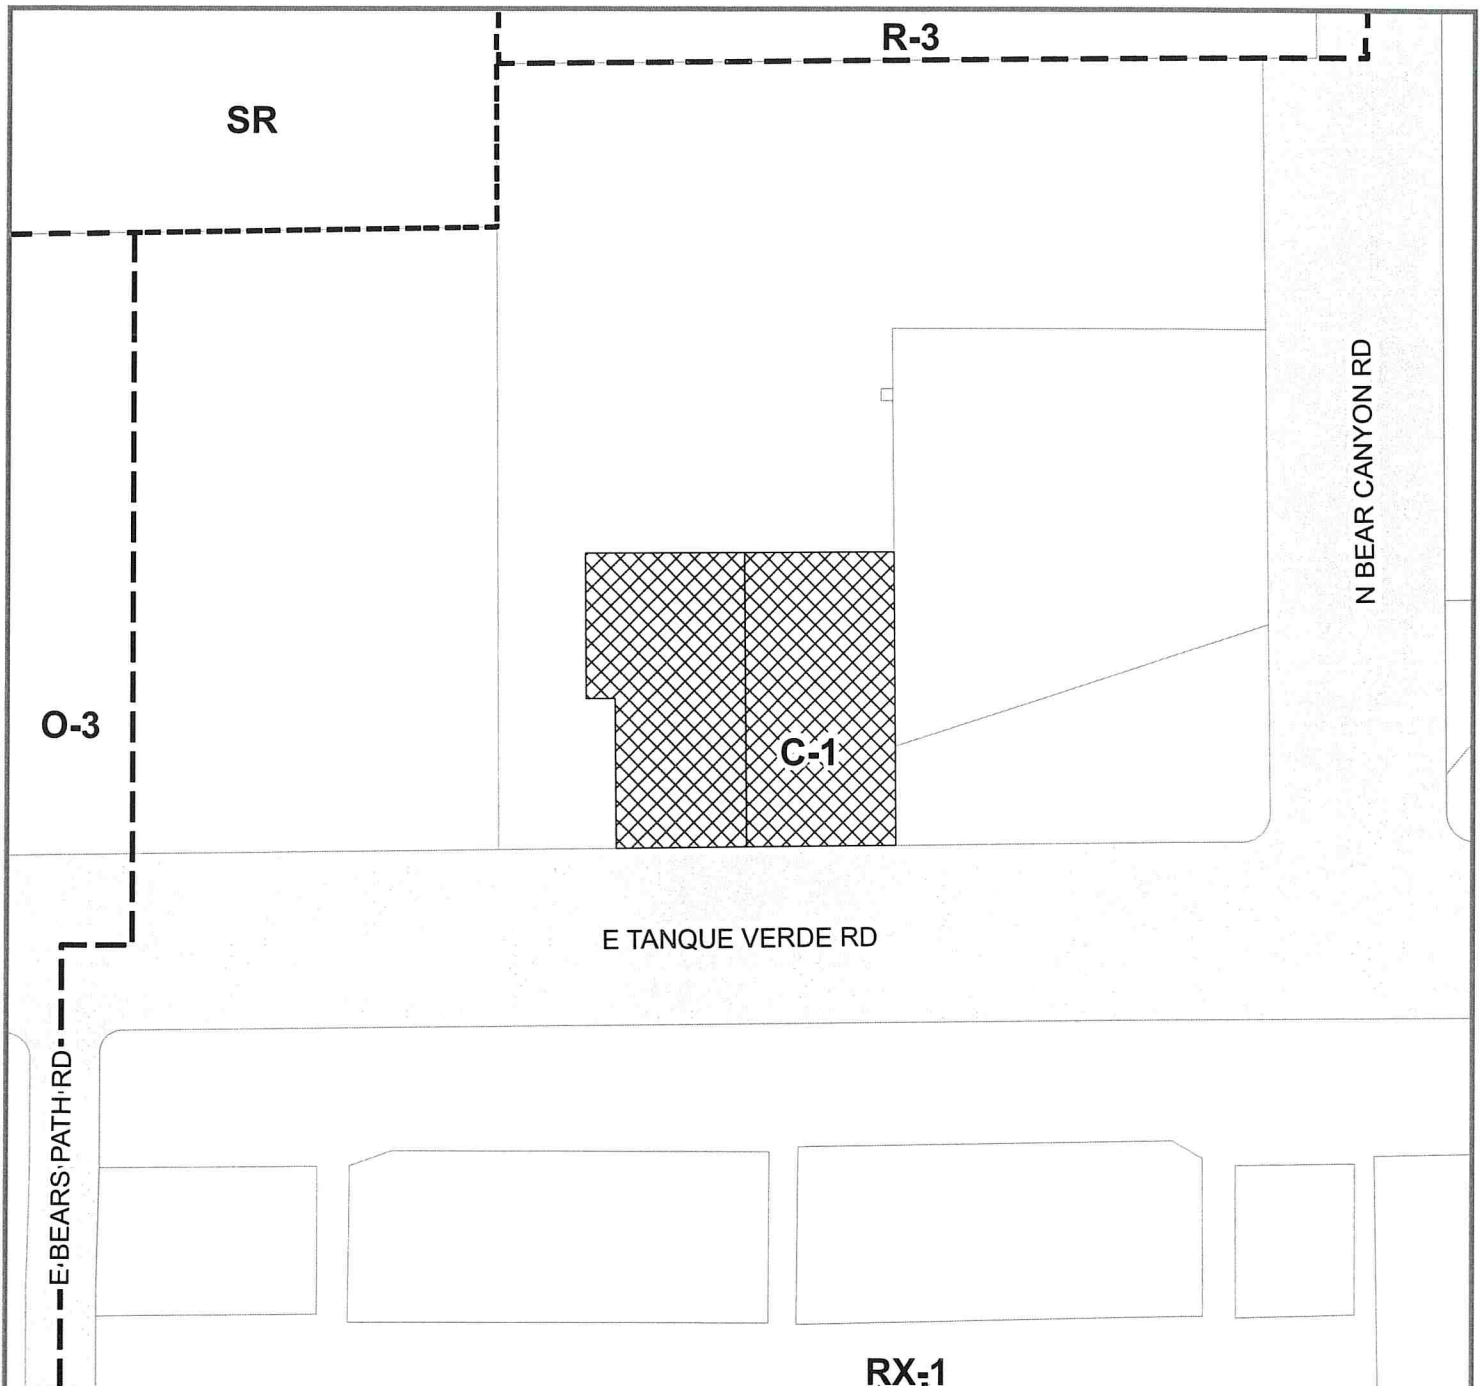 R-3
SR
N BEAR CANYON RD
O-3
C-1
E TANQUE VERDE RD
E BEARS PATH RD
RX-1